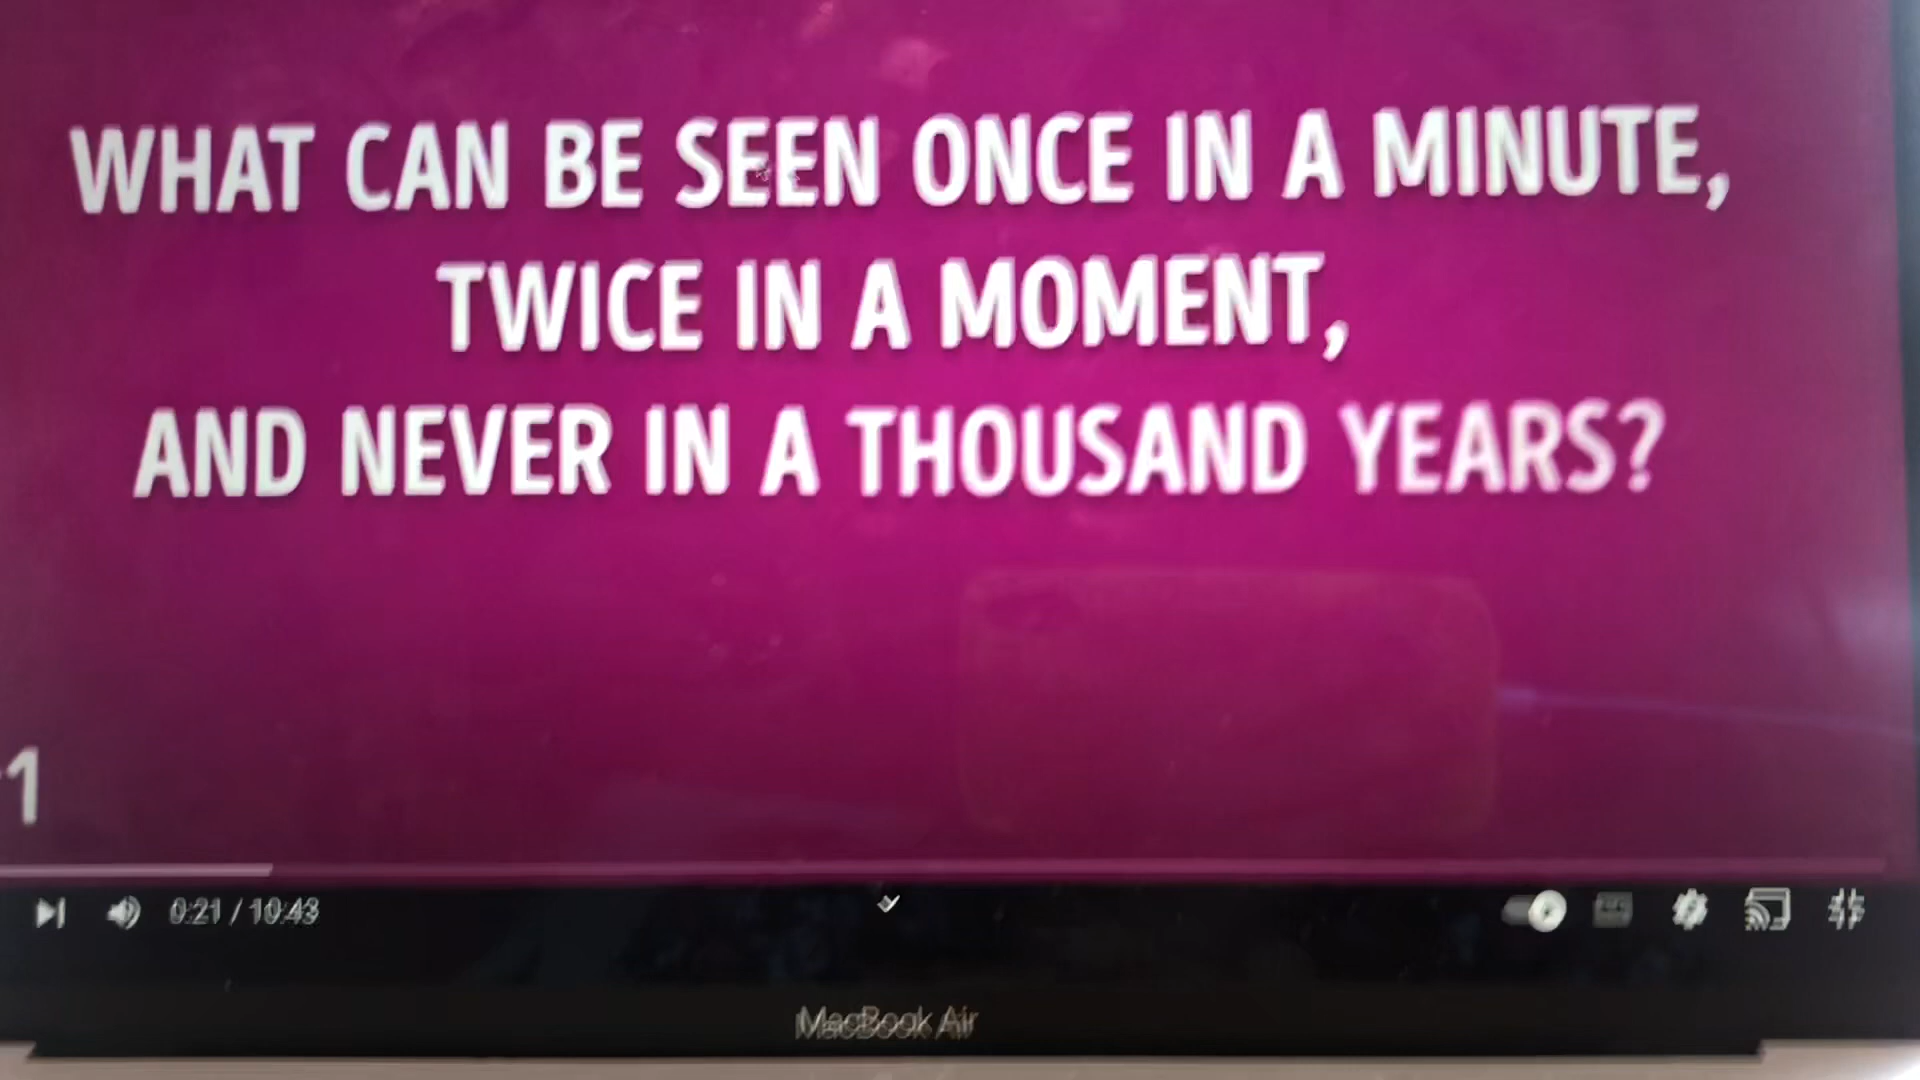 WHAT CAN BE SEEN ONCE IN A MINUTE,
TWICE IN A MOMENT,
AND NEVER IN A THOUSAND YEARS?
1
0:21 / 10:43
MacBook Air